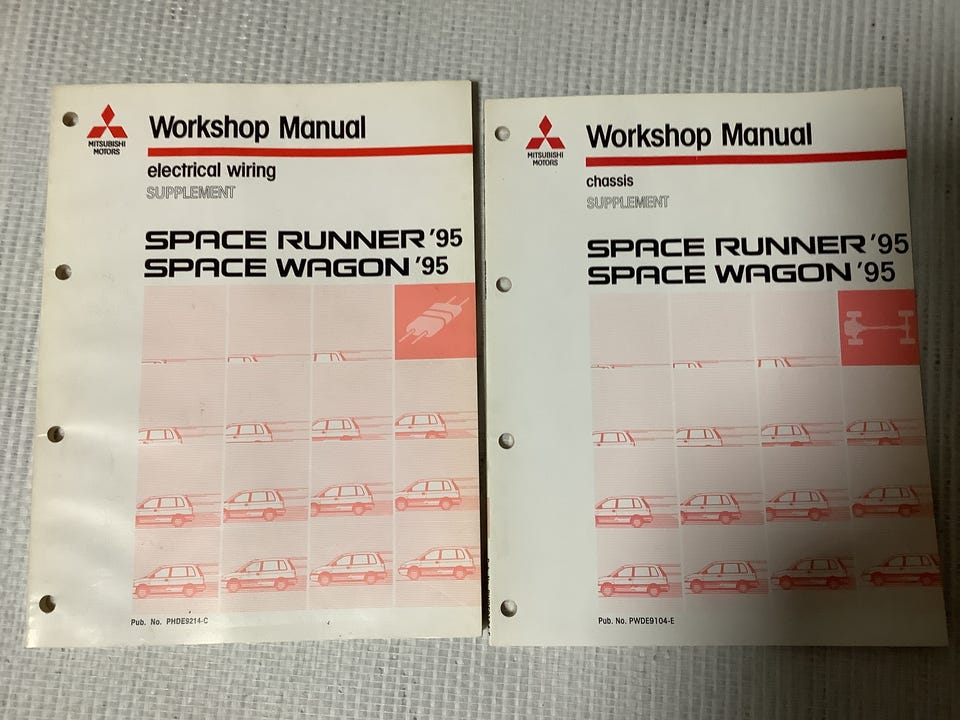 MITSUBISHI
MOTORS
Workshop Manual
electrical wiring
SUPPLEMENT
SPACE RUNNER '95
SPACE WAGON '95
Pub. No. PHDE9214-C
MITSUBISHI
MOTORS
Workshop Manual
chassis
SUPPLEMENT
SPACE RUNNER '95
SPACE WAGON '95
Pub. No. PWDE9104-E